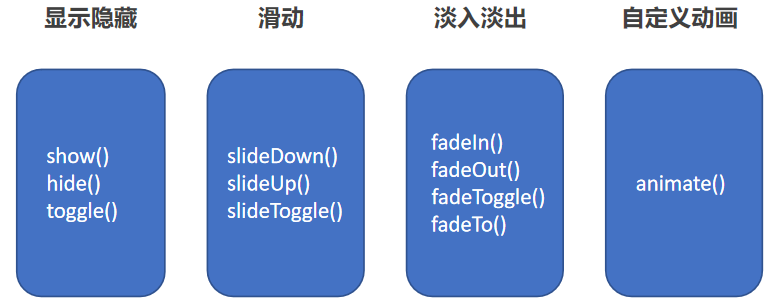 显示隐藏
滑动
淡入淡出
自定义动画
show()
hide()
toggle()
slideDown()
slideUp()
slideToggle()
fadeIn()
fadeOut()
fadeToggle()
fadeTo()
animate()